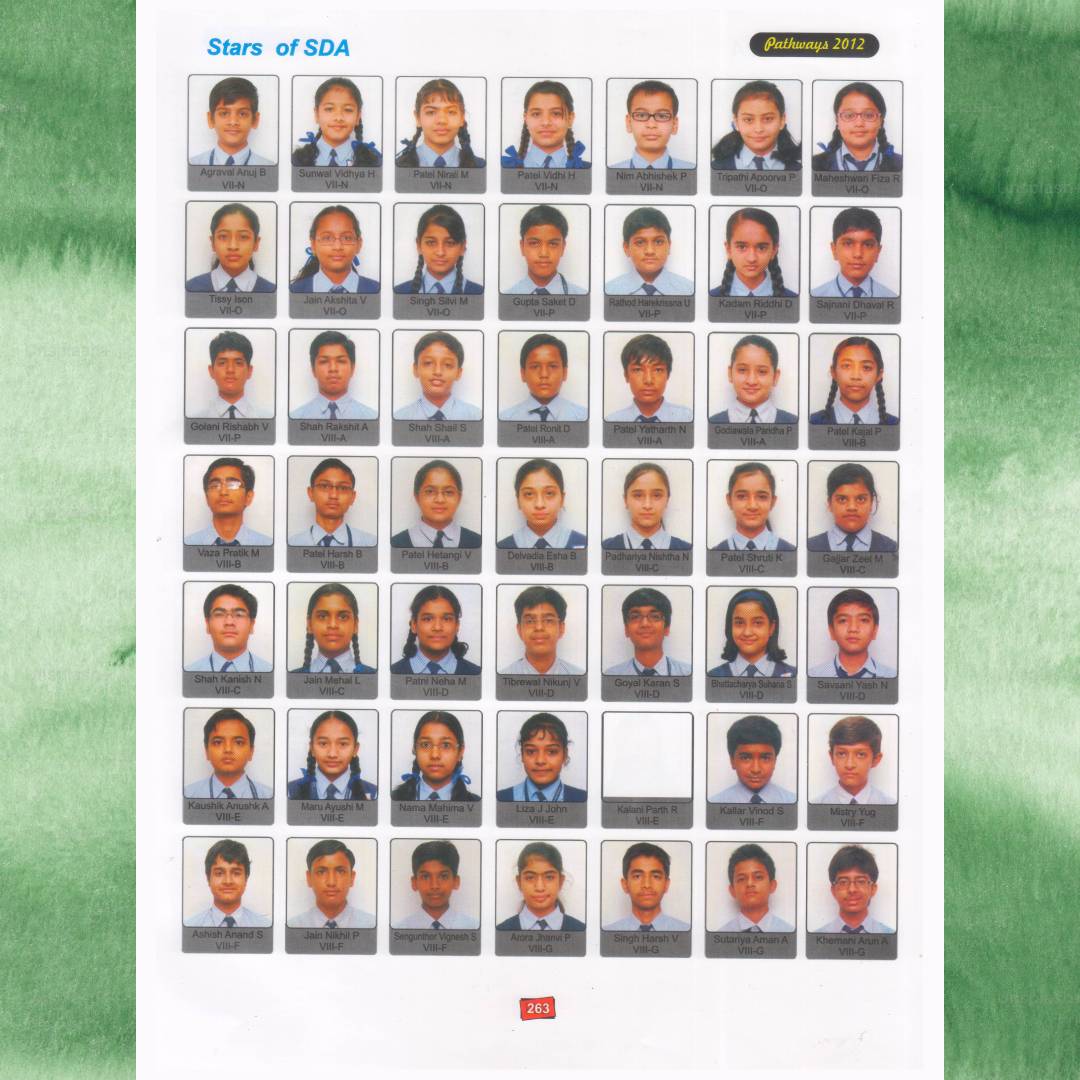 Stars of SDA
Pathways 2012
Agraval Anuj B
VII-N
Sunwal Vidhya H
VII-N
Patel Nirali M
VII-N
Patel Vidhi H
VII-N
Nim Abhishek P
VII-N
Tripathi Apoorva P
VII-O
Maheshwari Fiza R
VII-O
Tissy Ison
VII-O
Jain Akshita V
VII-O
Singh Silvi M
VII-O
Gupta Saket D
VII-P
Rathod Harekrissna U
VII-P
Kadam Riddhi D
VII-P
Sajnani Dhaval R
VII-P
Golani Rishabh V
VII-P
Shah Rakshit A
VIII-A
Shah Shail S
VIII-A
Patel Ronit D
VIII-A
Patel Yatharth N
VIII-A
Godiawala Paridha P
VIII-A
Patel Kajal P
VIII-B
Vaza Pratik M
VIII-B
Patel Harsh B
VIII-B
Patel Hetangi V
VIII-B
Delvadia Esha S
VIII-B
Padhariya Nishtha N
VIII-C
Patel Shruti K
VIII-C
Gajjar Zeel M
VIII-C
Shah Kanish N
VIII-C
Jain Mehal L
VIII-C
Patni Neha M
VIII-D
Tibrewal Nikunj V
VIII-D
Goyal Karan S
VIII-D
Bhattacharya Suhana S
VIII-D
Savsani Yash N
VIII-D
Kaushik Anushk A
VIII-E
Maru Ayushi M
VIII-E
Nama Mahima V
VIII-E
Liza J John
VIII-E
Kalani Parth R
VIII-E
Kallar Vinod S
VIII-F
Mistry Yug
VIII-F
Ashish Anand S
VIII-F
Jain Nikhil P
VIII-F
Sengunthor Vignesh S
VIII-F
Arora Jhanvi P
VIII-G
Singh Harsh V
VIII-G
Sutariya Aman A
VIII-G
Khemani Arun A
VIII-G
263